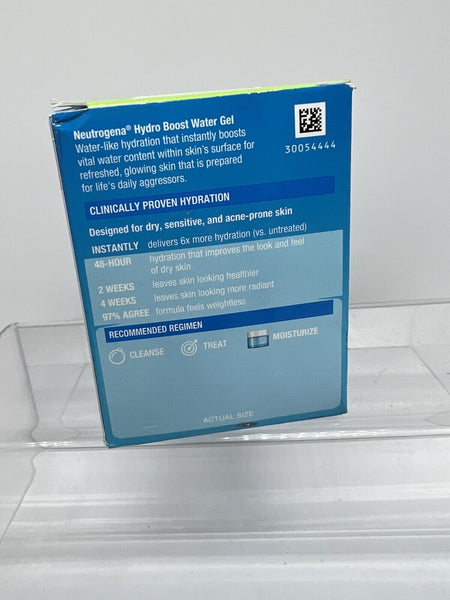 Neutrogena® Hydro Boost Water Gel
Water-like hydration that instantly boosts
vital water content within skin's surface for
refreshed, glowing skin that is prepared
for life's daily aggressors.
30054444
CLINICALLY PROVEN HYDRATION
Designed for dry, sensitive, and acne-prone skin
INSTANTLY delivers 6x more hydration (vs. untreated)
48-HOUR hydration that improves the look and feel
of dry skin
2 WEEKS leaves skin looking healthier
4 WEEKS leaves skin looking more radiant
97% AGREE formula feels weightless
RECOMMENDED REGIMEN
CLEANSE TREAT MOISTURIZE
ACTUAL SIZE